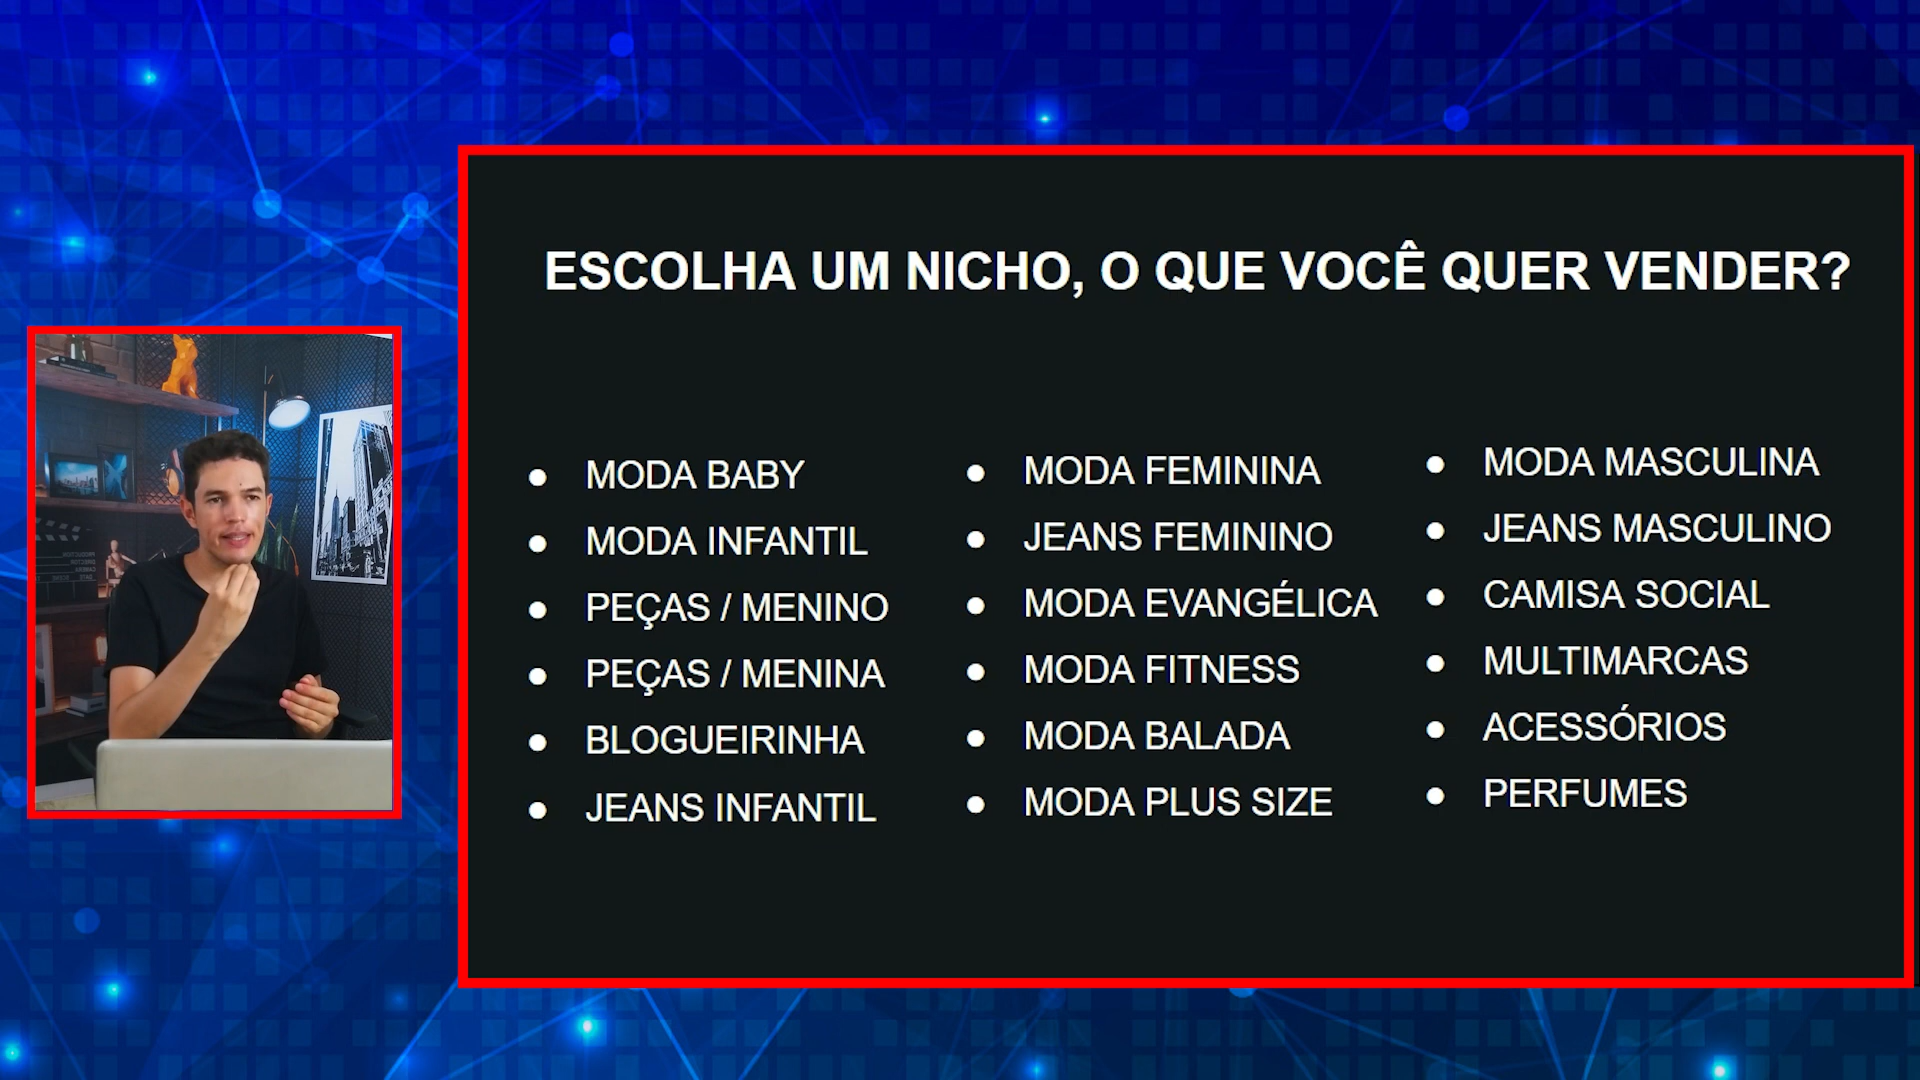 ESCOLHA UM NICHO, O QUE VOCÊ QUER VENDER?
MODA BABY
MODA INFANTIL
PEÇAS / MENINO
PEÇAS / MENINA
BLOGUEIRINHA
JEANS INFANTIL
MODA FEMININA
JEANS FEMININO
MODA EVANGÉLICA
MODA FITNESS
MODA BALADA
MODA PLUS SIZE
MODA MASCULINA
JEANS MASCULINO
CAMISA SOCIAL
MULTIMARCAS
ACESSÓRIOS
PERFUMES